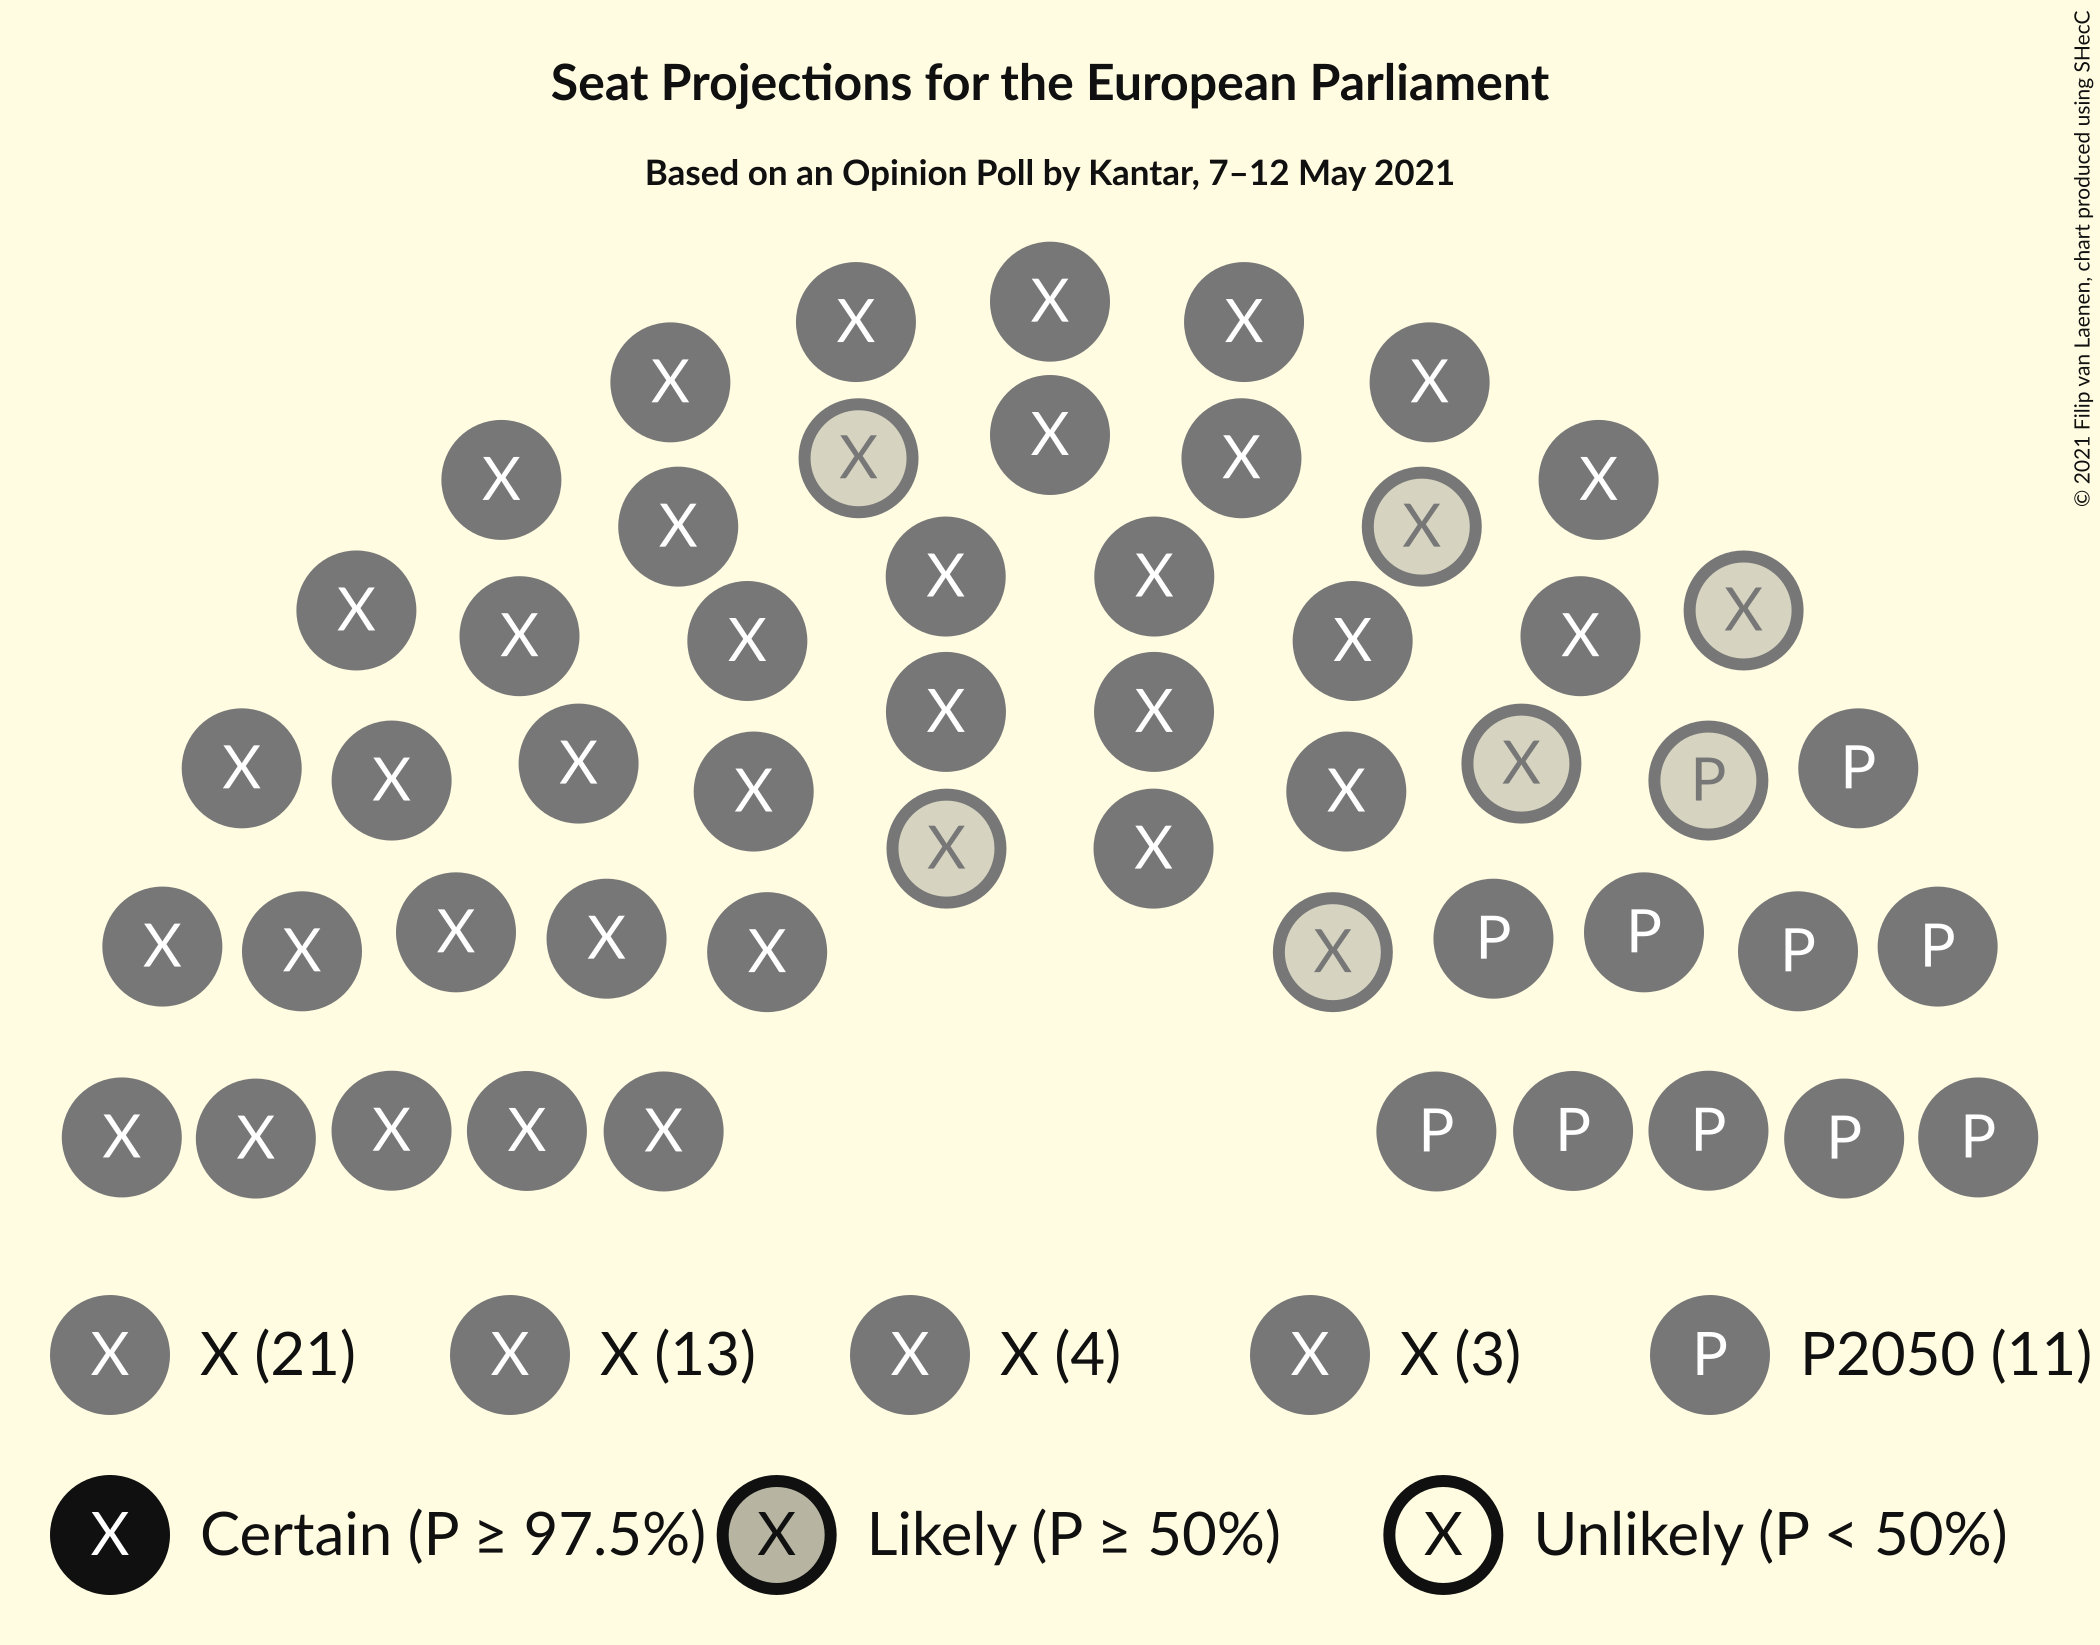 Seat Projections for the European Parliament
Based on an Opinion Poll by Kantar, 7–12 May 2021
© 2021 Filip van Laenen, chart produced using SHecC
X X X
X X
X X X
X X
X X X X
X X
X X X X
X X X
X X X X P P
X X
X X X X X X P P P P
X X X X X P P P P P
X X (21) X X (13) X X (4) X X (3) P P2050 (11)
X Certain (P ≥ 97.5%) X Likely (P ≥ 50%) X Unlikely (P < 50%)